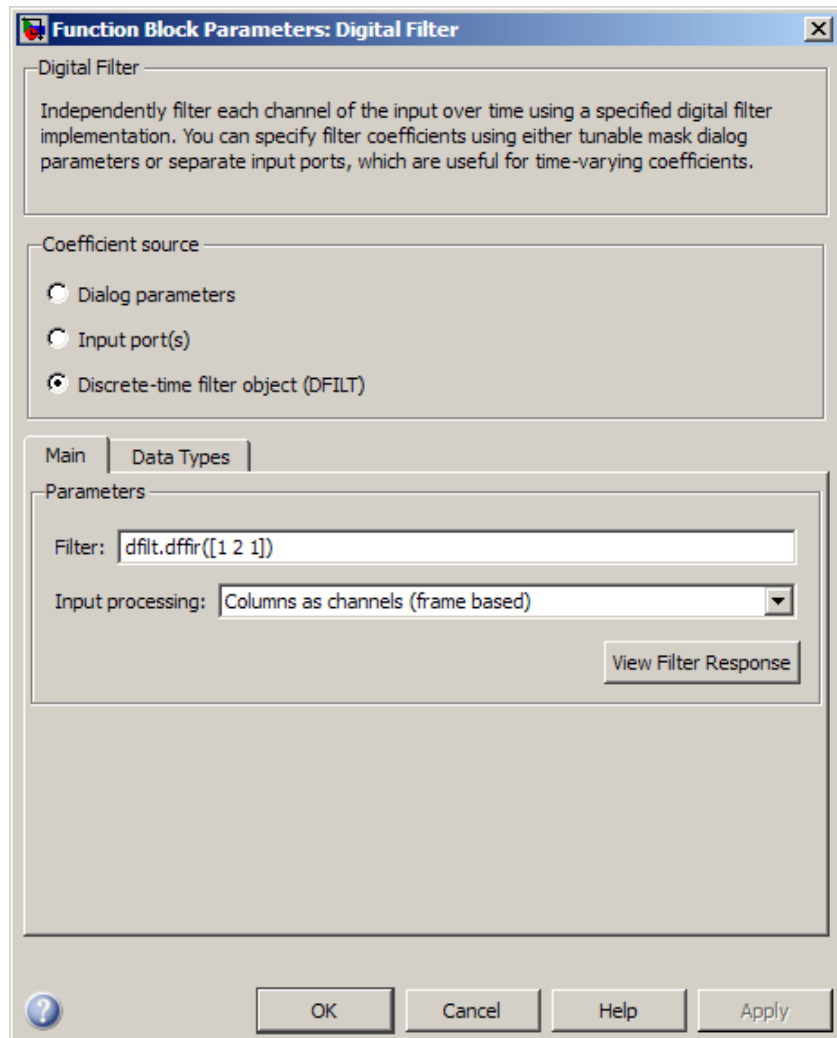 Function Block Parameters: Digital Filter
Digital Filter
Independently filter each channel of the input over time using a specified digital filter
implementation. You can specify filter coefficients using either tunable mask dialog
parameters or separate input ports, which are useful for time-varying coefficients.
Coefficient source
Dialog parameters
Input port(s)
Discrete-time filter object (DFILT)
Main Data Types
Parameters
Filter: dfilt.dffir([1 2 1])
Input processing: Columns as channels (frame based)
View Filter Response
? OK Cancel Help Apply